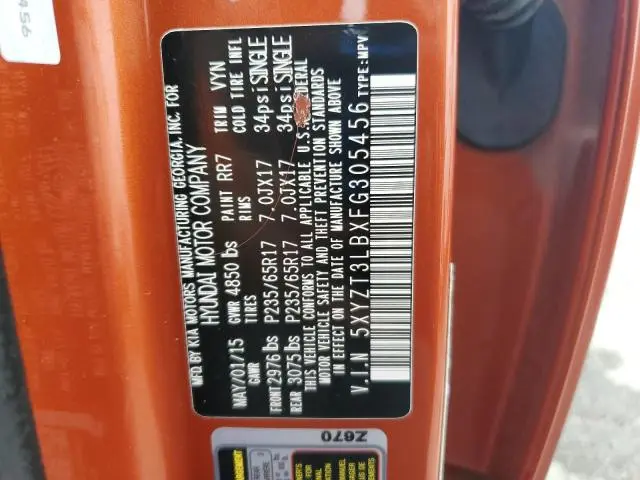 MFD BY KIA MOTORS MANUFACTURING GEORGIA, INC. FOR
HYUNDAI MOTOR COMPANY
MAY/01/15 GVWR 4850 lbs PAINT RR7 TRIM VYN
GAWR TIRES RIMS COLD TIRE INFL
FRONT 2976 lbs P235/65R17 7.0JX17 34psi SINGLE
REAR 3075 lbs P235/65R17 7.0JX17 34psi SINGLE
THIS VEHICLE CONFORMS TO ALL APPLICABLE U.S. FEDERAL
MOTOR VEHICLE SAFETY AND THEFT PREVENTION STANDARDS
IN EFFECT ON THE DATE OF MANUFACTURE SHOWN ABOVE
V.I.N 5XYZT3LBXFG305456 TYPE:MPV
Z670